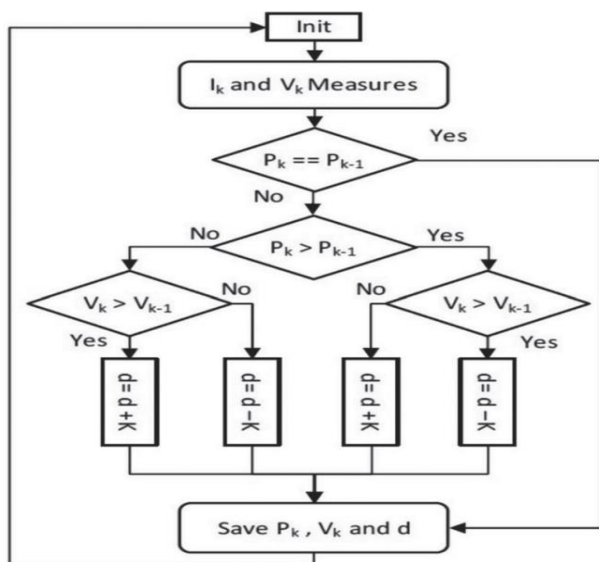 Init
Iₖ and Vₖ Measures
Yes
Pₖ == Pₖ₋₁
No
No
Pₖ > Pₖ₋₁
Yes
Vₖ > Vₖ₋₁
No
No
Vₖ > Vₖ₋₁
Yes
Yes
d= d + K
d= d – K
d= d + K
d= d – K
Save Pₖ , Vₖ and d